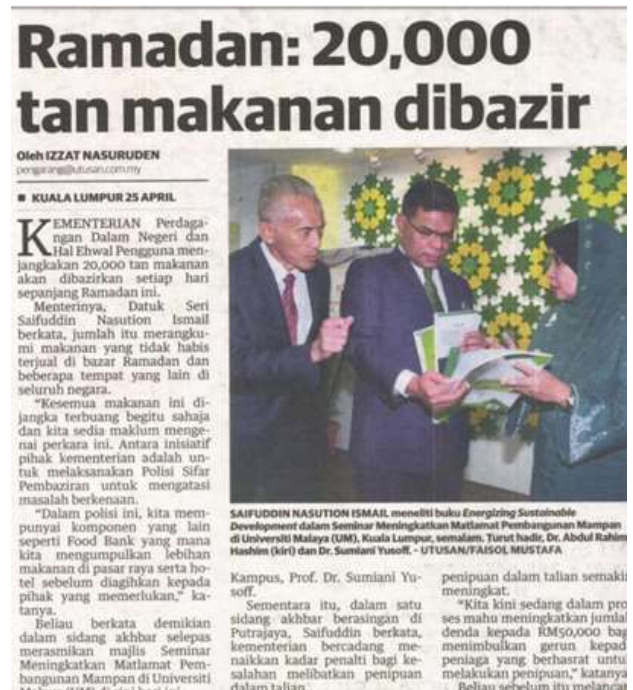 Ramadan: 20,000
tan makanan dibazir
Oleh IZZAT NASURUDEN
pengarang@utusan.com.my
■ KUALA LUMPUR 25 APRIL
KEMENTERIAN Perdaga-
ngan Dalam Negeri dan
Hal Ehwal Pengguna men-
jangkakan 20,000 tan makanan
akan dibazirkan setiap hari
sepanjang Ramadan ini.
Menterinya, Datuk Seri
Saifuddin Nasution Ismail
berkata, jumlah itu merangku-
mi makanan yang tidak habis
terjual di bazar Ramadan dan
beberapa tempat yang lain di
seluruh negara.
“Kesemua makanan ini di-
jangka terbuang begitu sahaja
dan kita sedia maklum menge-
nai perkara ini. Antara inisiatif
pihak kementerian adalah un-
tuk melaksanakan Polisi Sifar
Pembaziran untuk mengatasi
masalah berkenaan.
“Dalam polisi ini, kita mem-
punyai komponen yang lain
seperti Food Bank yang mana
kita mengumpulkan lebihan
makanan di pasar raya serta ho-
tel sebelum diagihkan kepada
pihak yang memerlukan,” ka-
tanya.
Beliau berkata demikian
dalam sidang akhbar selepas
merasmikan majlis Seminar
Meningkatkan Matlamat Pem-
bangunan Mampan di Universiti
SAIFUDDIN NASUTION ISMAIL meneliti buku Energizing Sustainable
Development dalam Seminar Meningkatkan Matlamat Pembangunan Mampan
di Universiti Malaya (UM), Kuala Lumpur, semalam. Turut hadir, Dr. Abdul Rahim
Hashim (kiri) dan Dr. Sumiani Yusoff. - UTUSAN/FAISOL MUSTAFA
Kampus, Prof. Dr. Sumiani Yu-
soff.
Sementara itu, dalam satu
sidang akhbar berasingan di
Putrajaya, Saifuddin berkata,
kementerian bercadang me-
naikkan kadar penalti bagi ke-
salahan melibatkan penipuan
dalam talian.
penipuan dalam talian semakin
meningkat.
“Kita kini sedang dalam pro
ses mahu meningkatkan jumlah
denda kepada RM50,000 bagi
menimbulkan gerun kepada
peniaga yang berhasrat untuk
melakukan penipuan,” katanya.
Beliau sebelum itu melancar